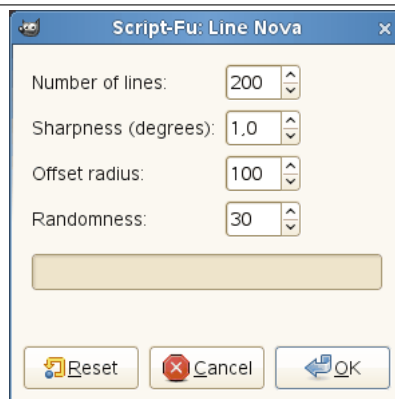 Script-Fu: Line Nova
Number of lines: 200
Sharpness (degrees): 1,0
Offset radius: 100
Randomness: 30
Reset Cancel OK